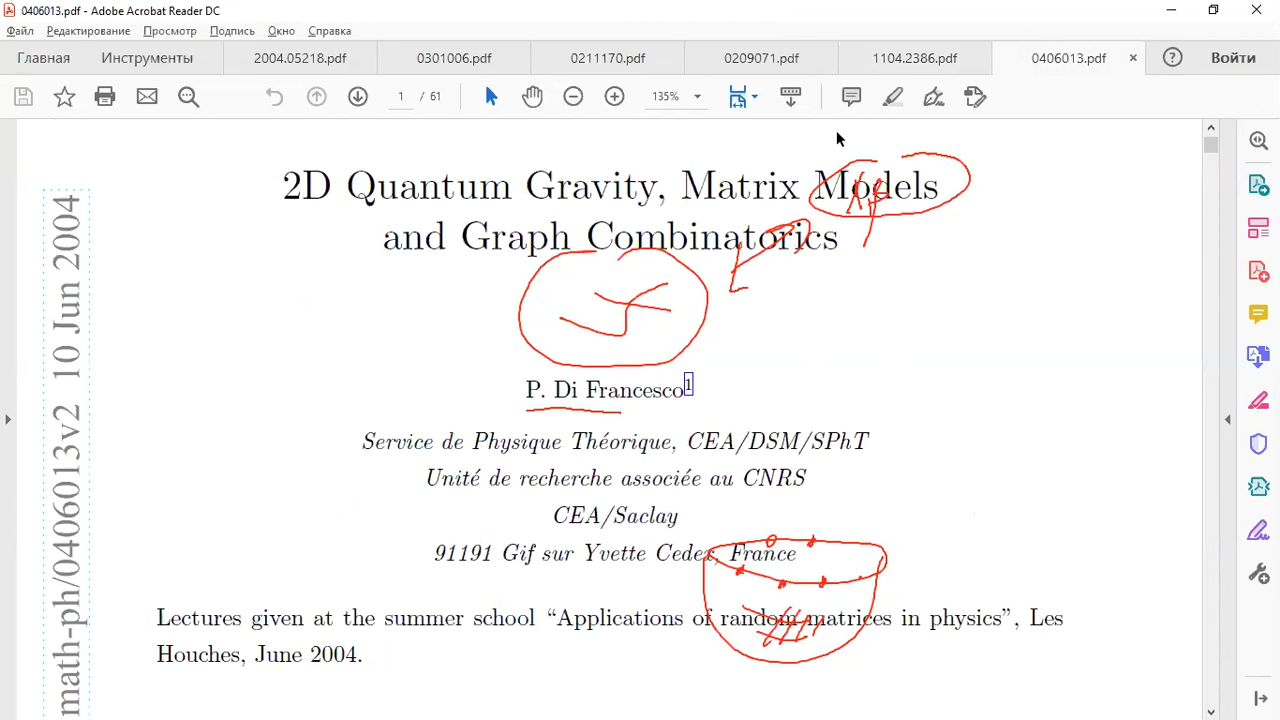 0406013.pdf - Adobe Acrobat Reader DC
Файл Редактирование Просмотр Подпись Окно Справка
Главная Инструменты 2004.05218.pdf 0301006.pdf 0211170.pdf 0209071.pdf 1104.2386.pdf 0406013.pdf × ? Войти
1 / 61 135%
2D Quantum Gravity, Matrix Models
and Graph Combinatorics
P. Di Francesco1
Service de Physique Théorique, CEA/DSM/SPhT
Unité de recherche associée au CNRS
CEA/Saclay
91191 Gif sur Yvette Cedex, France
Lectures given at the summer school “Applications of random matrices in physics”, Les
Houches, June 2004.
math-ph/0406013v2 10 Jun 2004